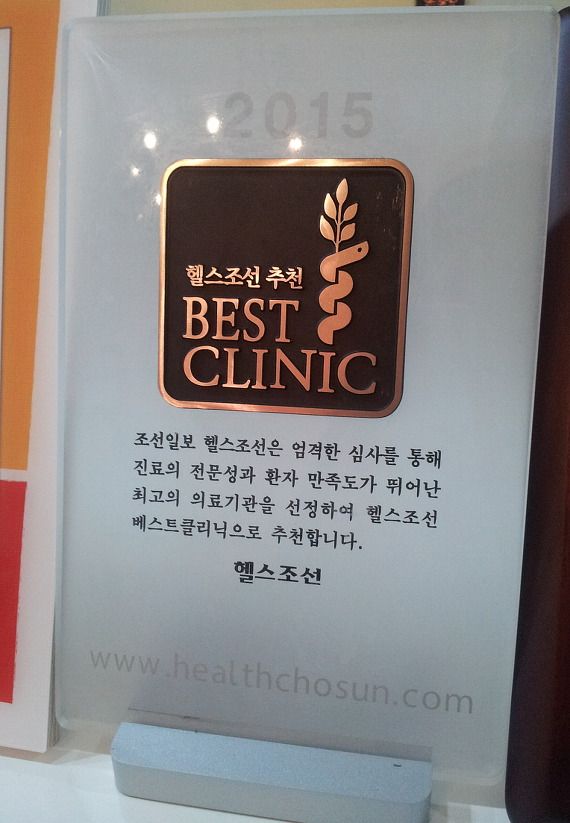 2015
헬스조선 추천
BEST
CLINIC
조선일보 헬스조선은 엄격한 심사를 통해
진료의 전문성과 환자 만족도가 뛰어난
최고의 의료기관을 선정하여 헬스조선
베스트클리닉으로 추천합니다.
헬스조선
www.healthchosun.com